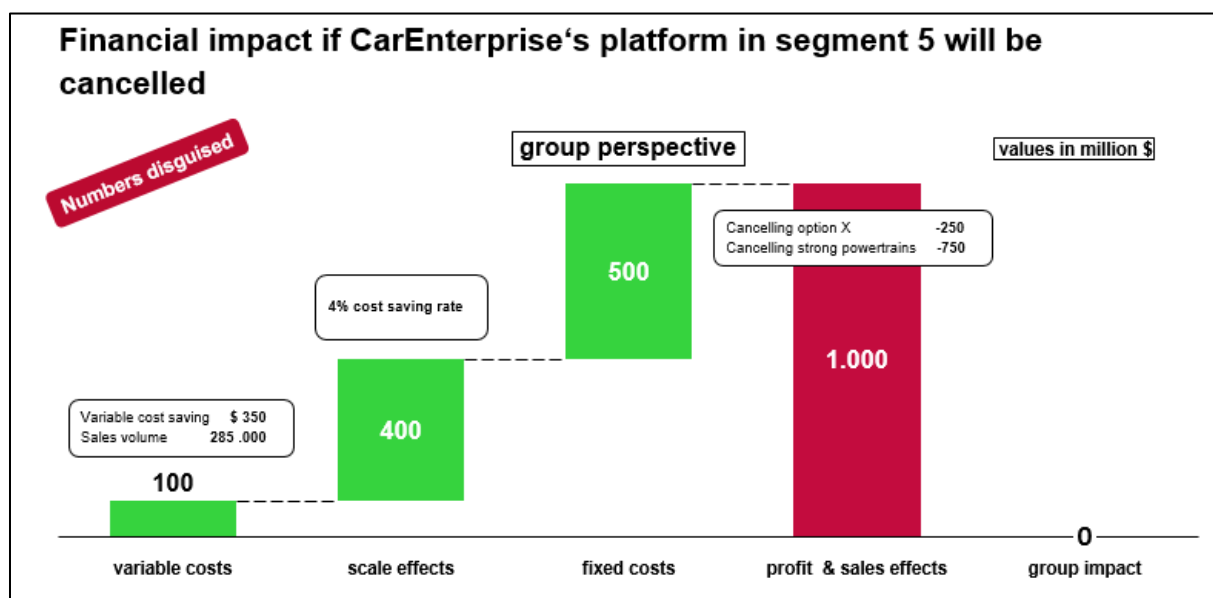 Financial impact if CarEnterprise‘s platform in segment 5 will be
cancelled
Numbers disguised
group perspective
values in million $
Cancelling option X -250
Cancelling strong powertrains -750
500
4% cost saving rate
1.000
Variable cost saving $ 350
Sales volume 285 .000
400
100
0
variable costs scale effects fixed costs profit & sales effects group impact